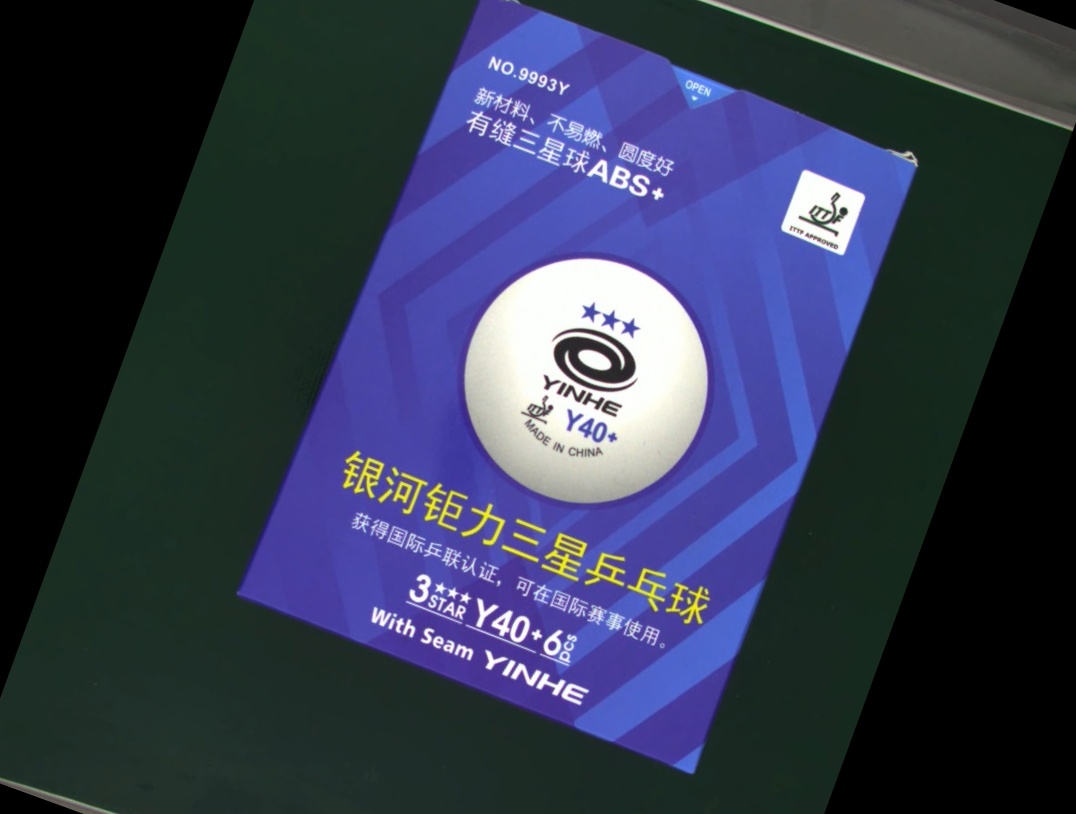 OPEN
NO.9993Y
新材料、不易燃、圆度好
有缝三星球ABS+
ITTF
ITTF APPROVED
YINHE
ITTF Y40+
MADE IN CHINA
银河钜力三星乒乓球
获得国际乒联认证，可在国际赛事使用。
3★★★STAR Y40+6pcs
With Seam YINHE